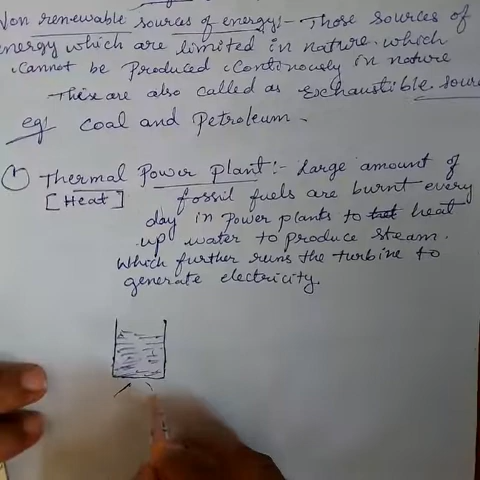 Non renewable sources of energy:- Those sources of
energy which are limited in nature. which
cannot be produced continously in nature
These are also called as exhaustible sour
eg: Coal and Petroleum.
① Thermal Power plant:- Large amount of
[Heat] fossil fuels are burnt every
day in power plants to heat
up water to produce steam.
Which further runs the turbine to
generate electricity.